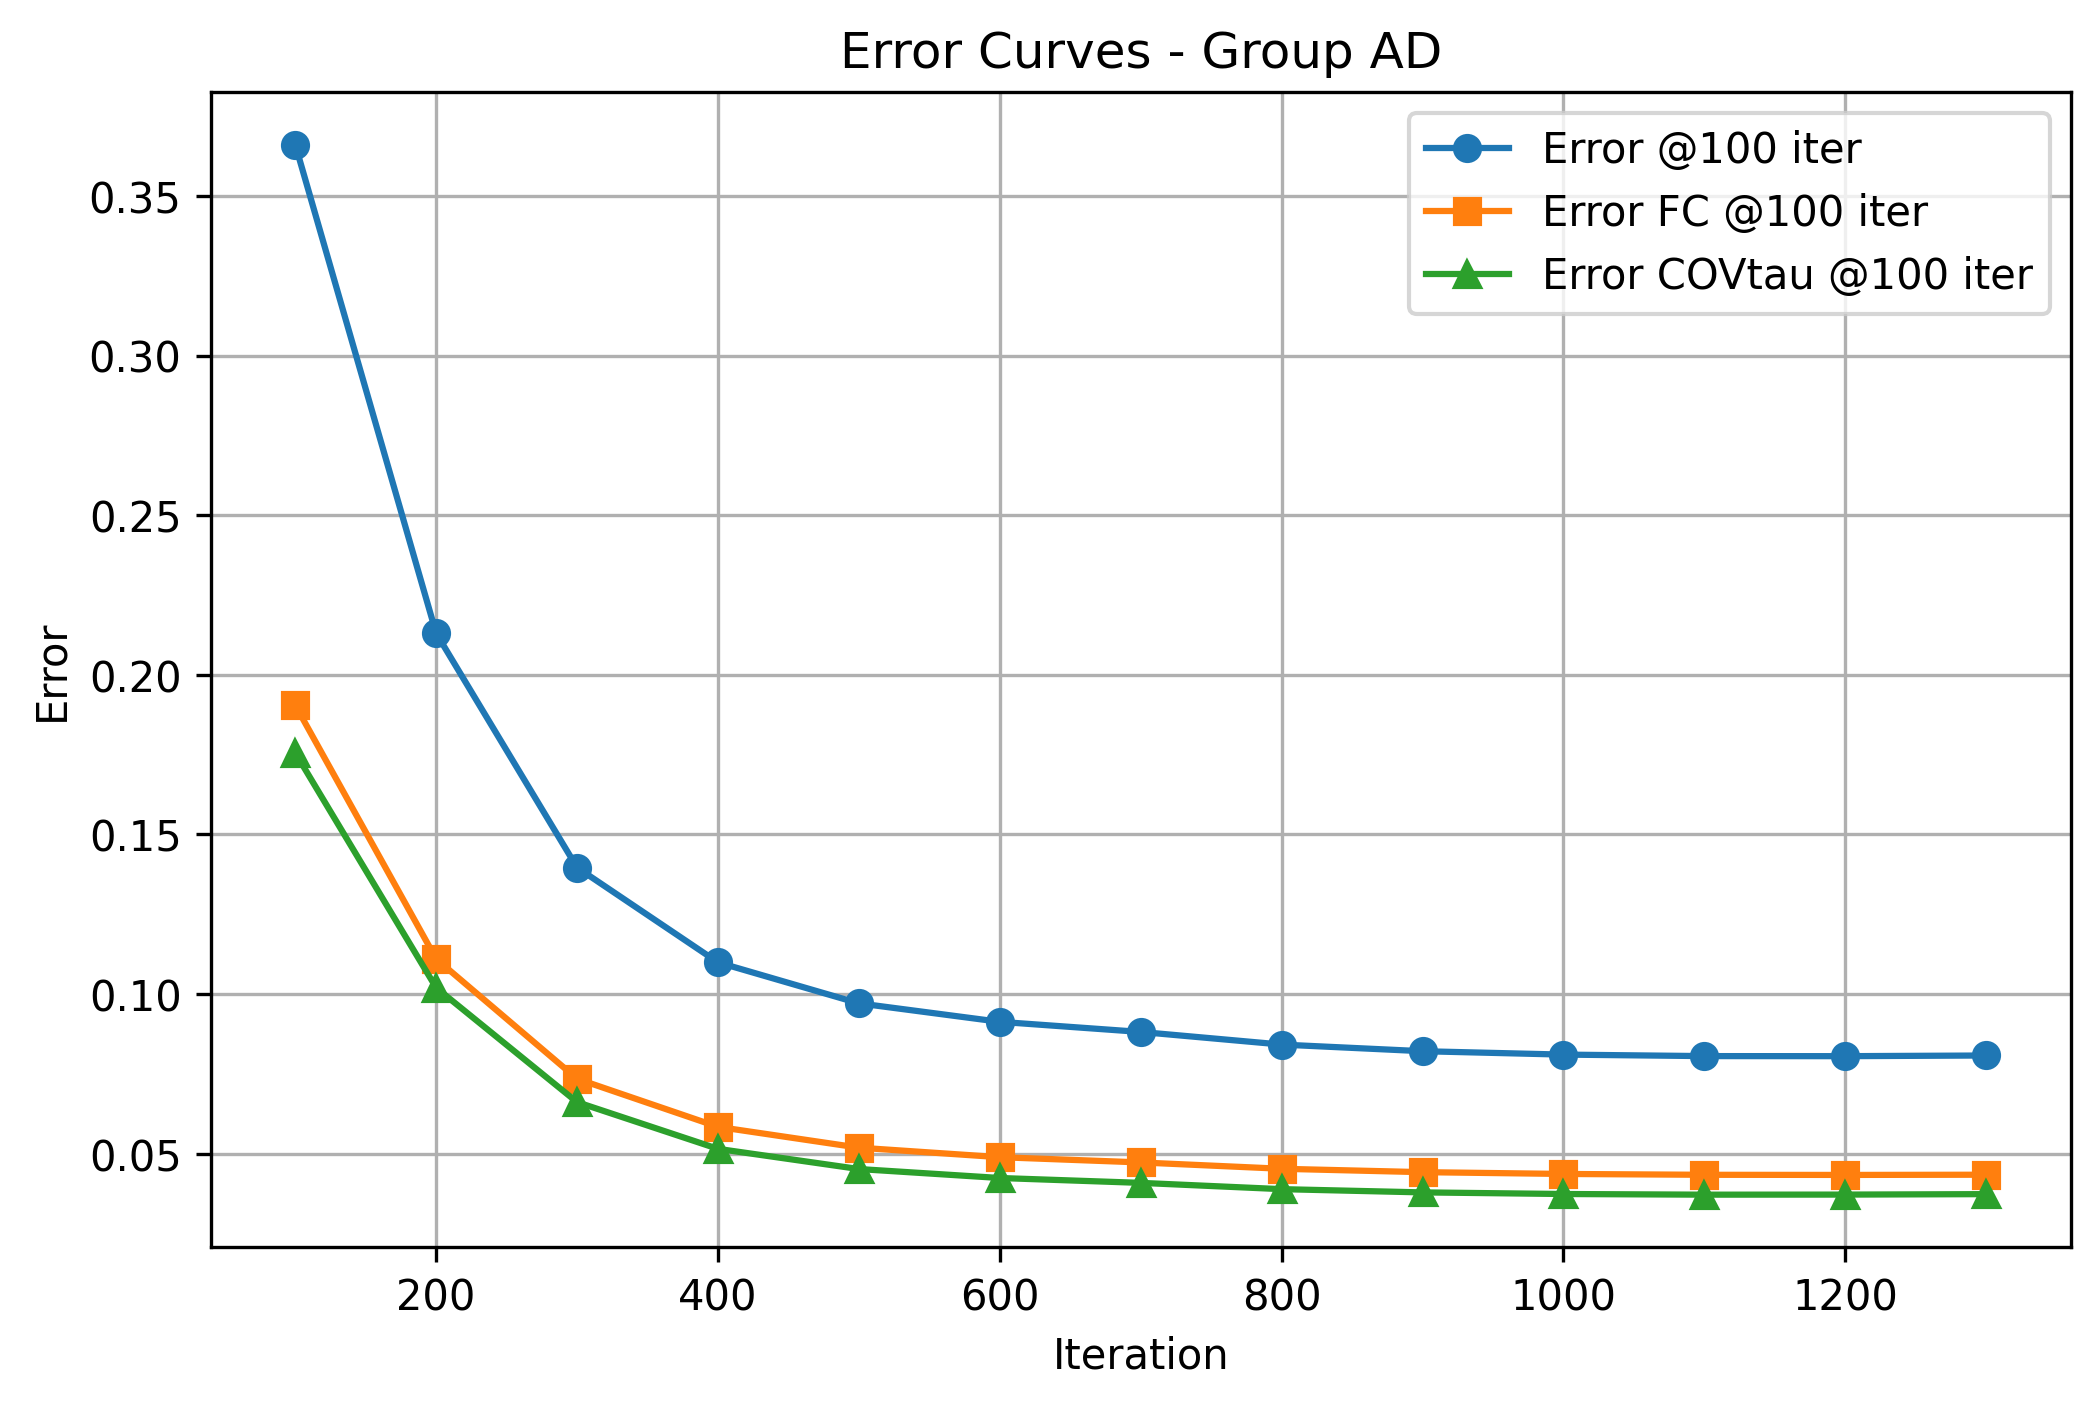 Error Curves - Group AD
Error @100 iter
Error FC @100 iter
Error COVtau @100 iter
0.35
0.30
0.25
0.20
0.15
0.10
0.05
Error
200 400 600 800 1000 1200
Iteration